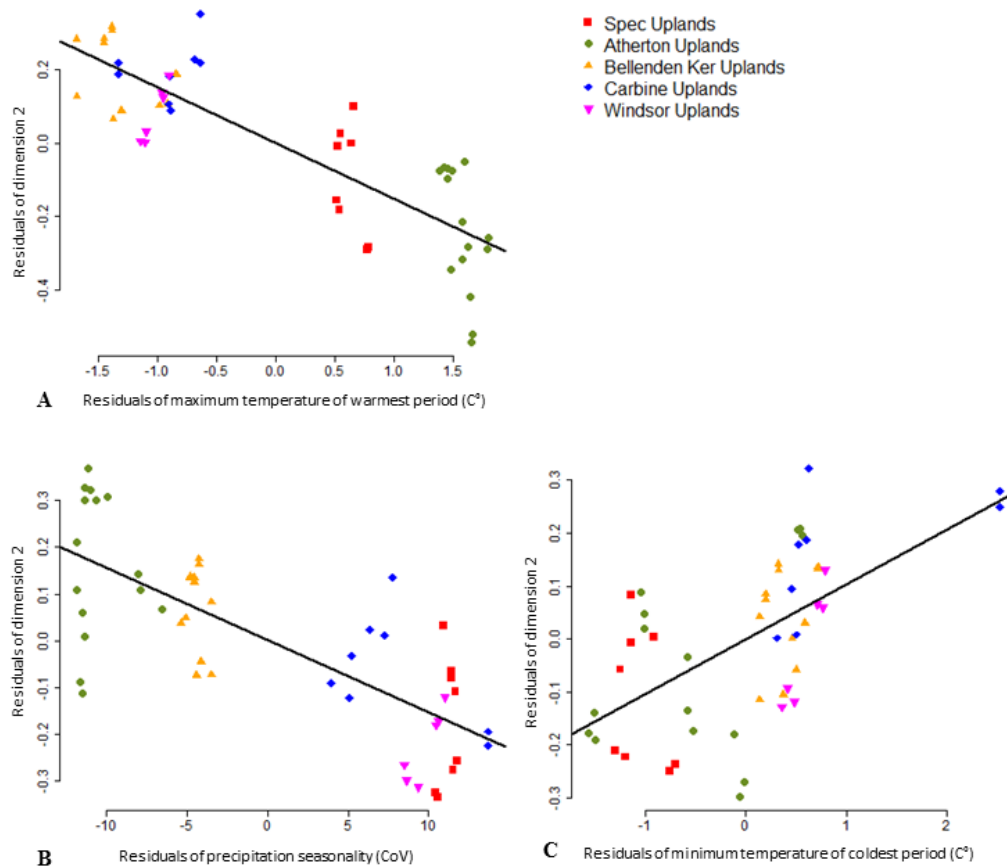 Spec Uplands
Atherton Uplands
Bellenden Ker Uplands
Carbine Uplands
Windsor Uplands
Residuals of dimension 2
0.2
0.0
-0.2
-0.4
-1.5 -1.0 0.0 0.5 1.5
A Residuals of maximum temperature of warmest period (C°)
Residuals of dimension 2
0.3
0.2
0.1
0.0
-0.1
-0.2
-0.3
-10 -5 0 5 10
B Residuals of precipitation seasonality (CoV)
Residuals of dimension 2
0.3
0.2
0.1
0.0
-0.1
-0.2
-0.3
-1 0 1 2
C Residuals of minimum temperature of coldest period (C°)